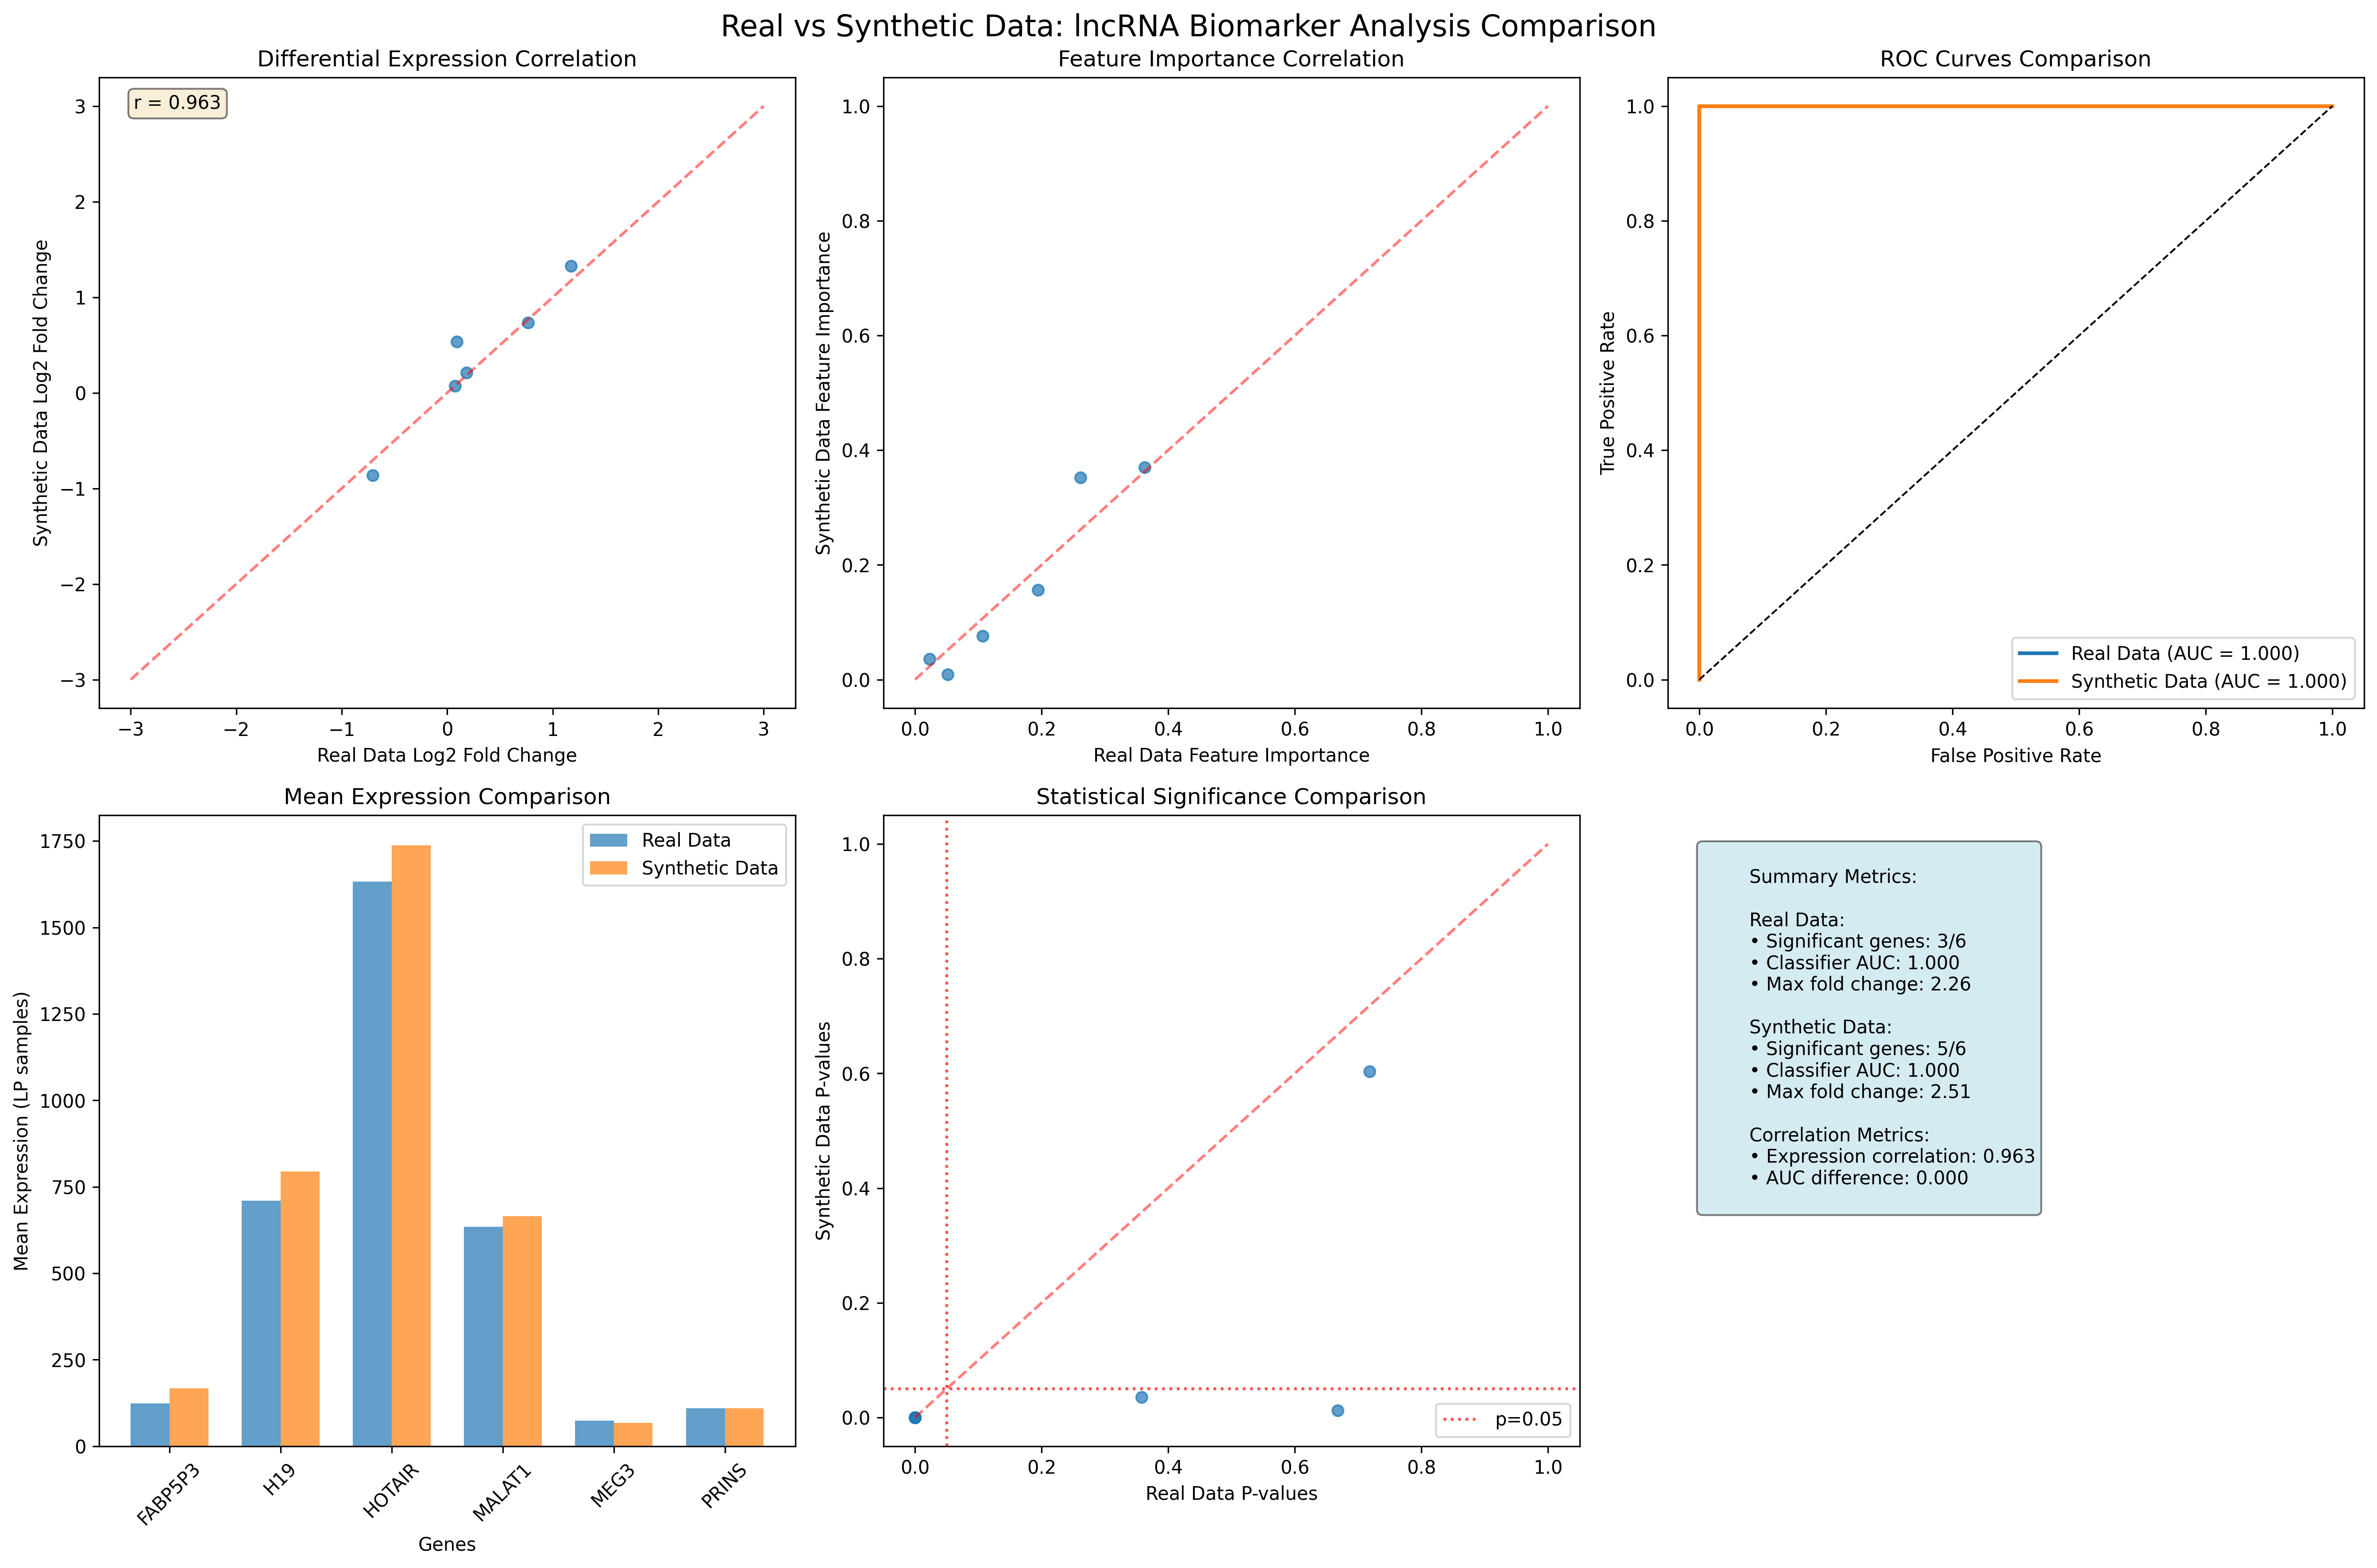 Real vs Synthetic Data: lncRNA Biomarker Analysis Comparison
Differential Expression Correlation
r = 0.963
3
2
1
0
−1
−2
−3
−3 −2 −1 0 1 2 3
Synthetic Data Log2 Fold Change
Real Data Log2 Fold Change
Feature Importance Correlation
1.0
0.8
0.6
0.4
0.2
0.0
0.0 0.2 0.4 0.6 0.8 1.0
Synthetic Data Feature Importance
Real Data Feature Importance
ROC Curves Comparison
1.0
0.8
0.6
0.4
0.2
0.0
0.0 0.2 0.4 0.6 0.8 1.0
True Positive Rate
False Positive Rate
Real Data (AUC = 1.000)
Synthetic Data (AUC = 1.000)
Mean Expression Comparison
Real Data
Synthetic Data
1750
1500
1250
1000
750
500
250
0
Mean Expression (LP samples)
FABP5P3 H19 HOTAIR MALAT1 MEG3 PRINS
Genes
Statistical Significance Comparison
1.0
0.8
0.6
0.4
0.2
0.0
0.0 0.2 0.4 0.6 0.8 1.0
Synthetic Data P-values
Real Data P-values
p=0.05
Summary Metrics:
Real Data:
• Significant genes: 3/6
• Classifier AUC: 1.000
• Max fold change: 2.26
Synthetic Data:
• Significant genes: 5/6
• Classifier AUC: 1.000
• Max fold change: 2.51
Correlation Metrics:
• Expression correlation: 0.963
• AUC difference: 0.000